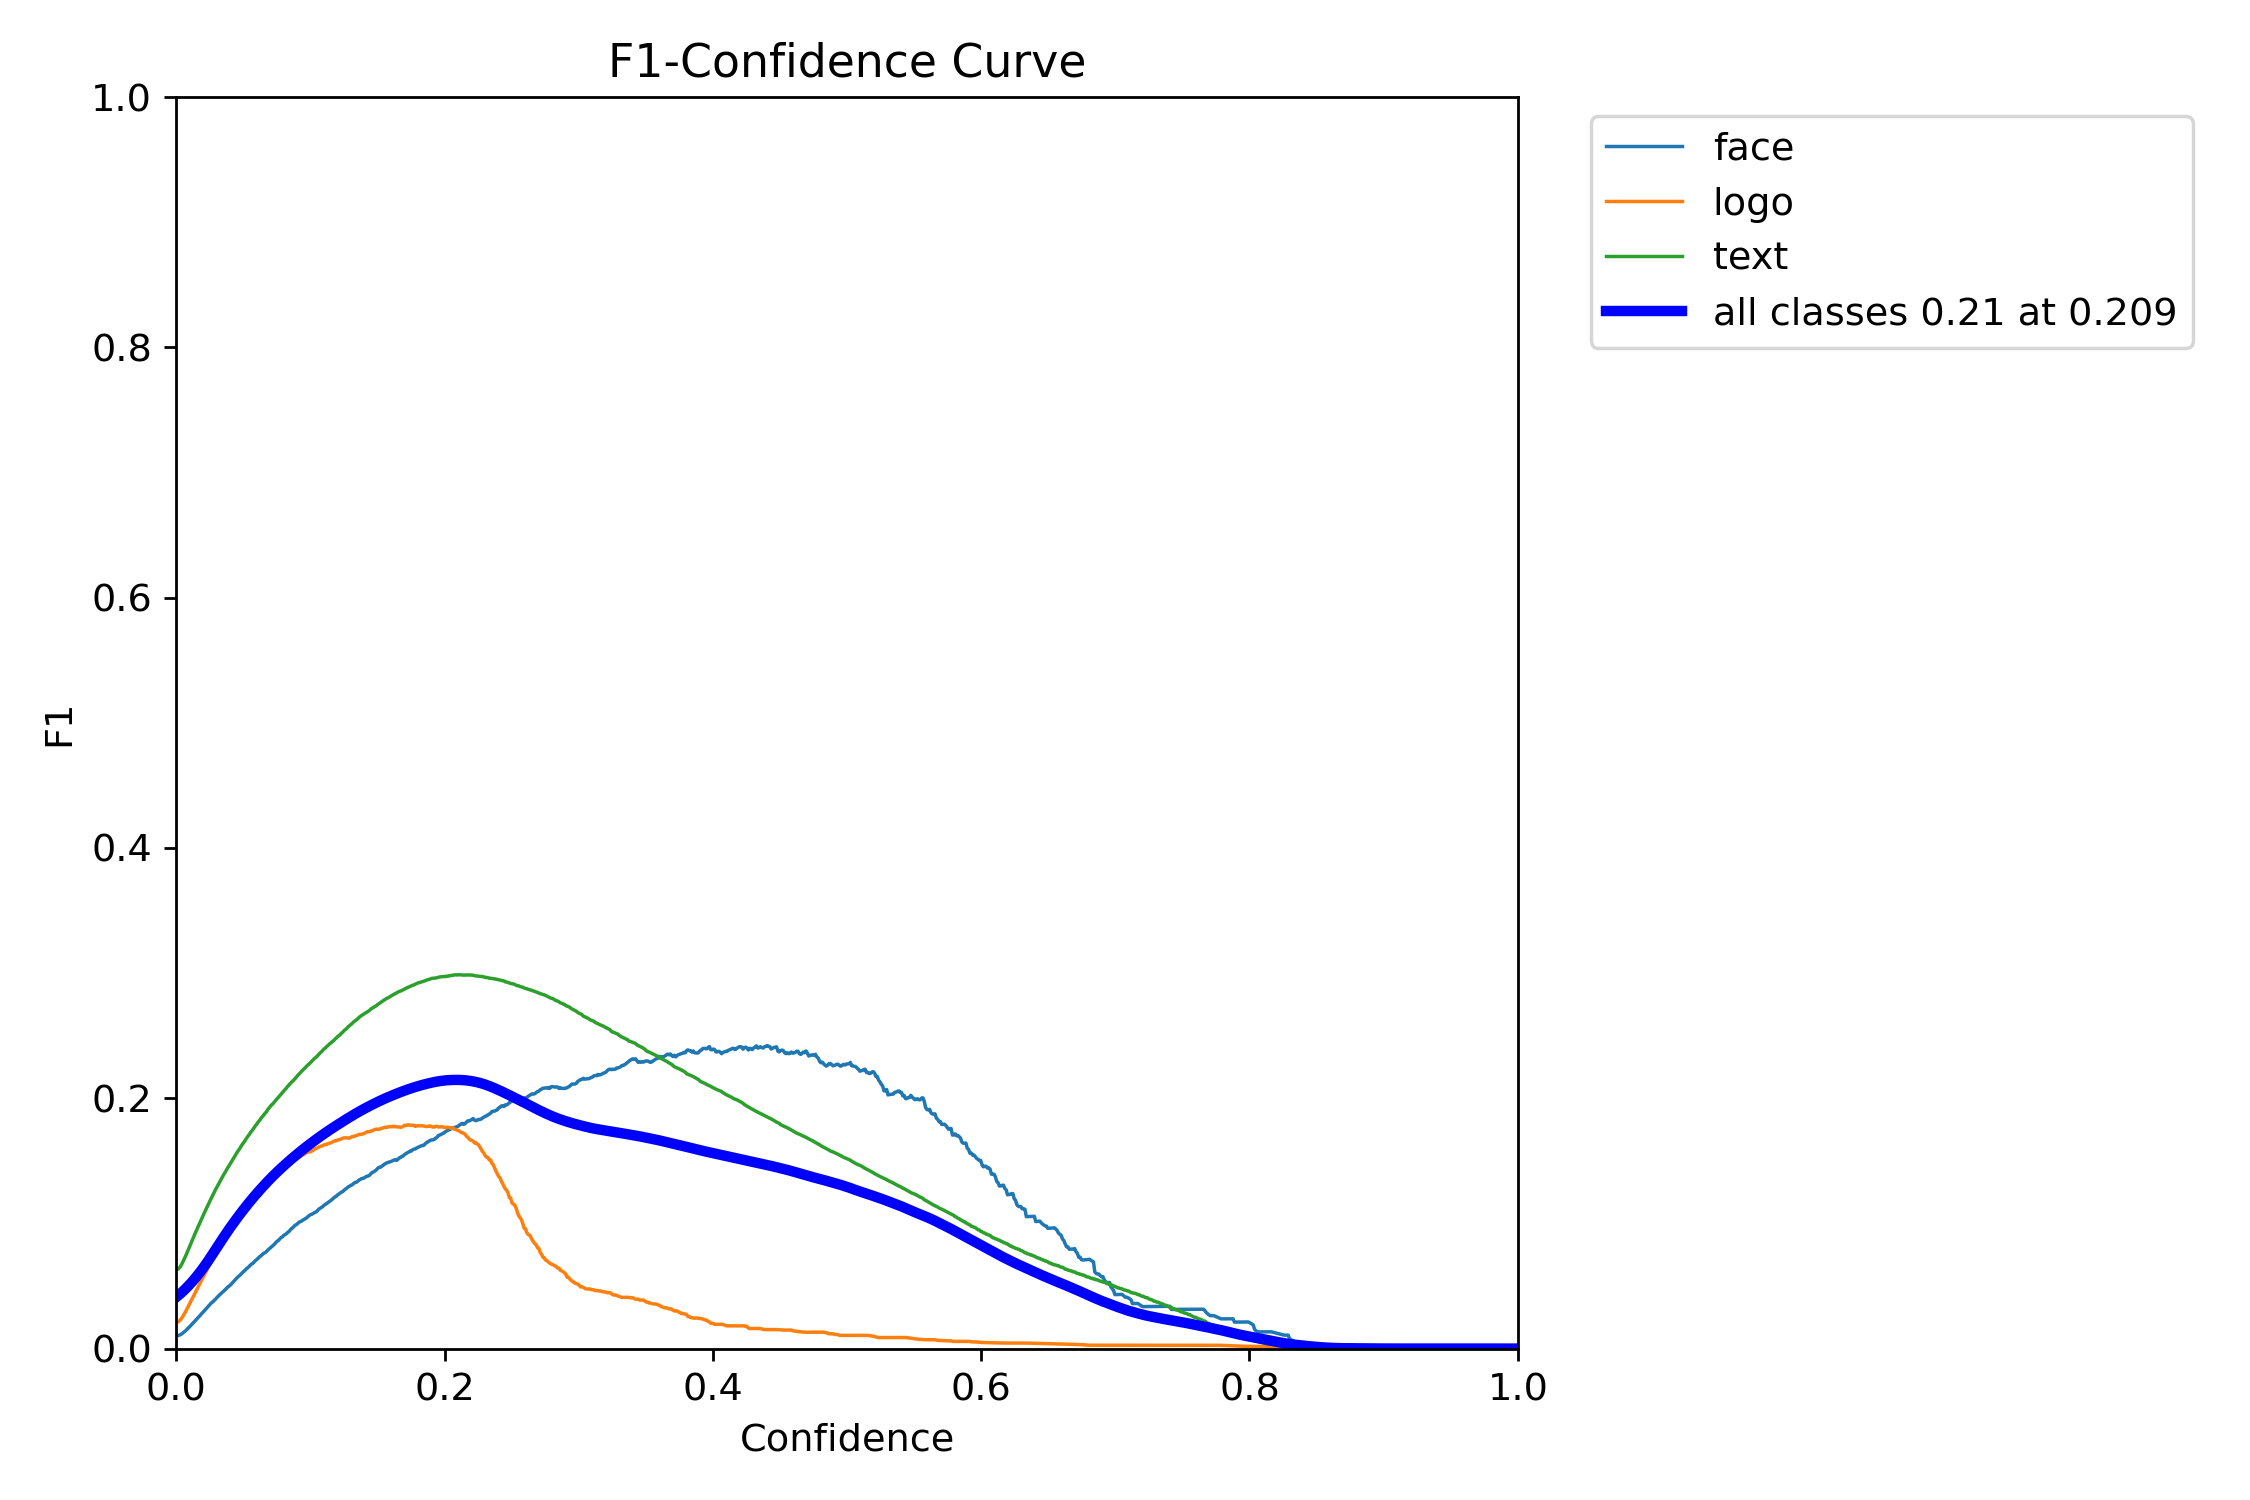 F1-Confidence Curve
1.0
0.8
0.6
0.4
0.2
0.0
F1
0.0 0.2 0.4 0.6 0.8 1.0
Confidence
face
logo
text
all classes 0.21 at 0.209